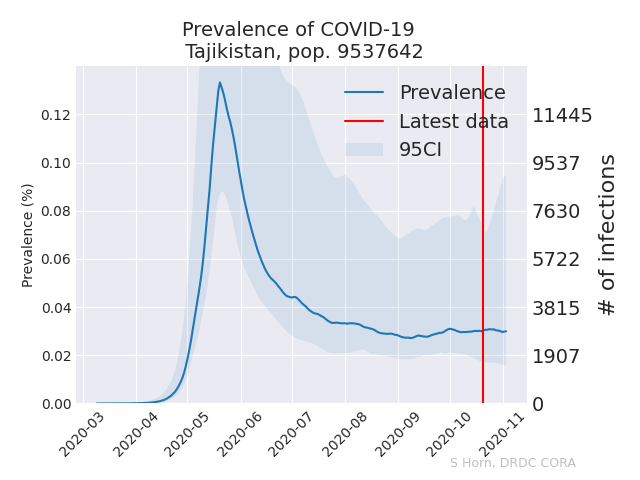 Prevalence of COVID-19
Tajikistan, pop. 9537642
Prevalence
Latest data
95CI
Prevalence (%)
0.12
0.10
0.08
0.06
0.04
0.02
0.00
11445
9537
7630
5722
3815
1907
0
# of infections
2020-03
2020-04
2020-05
2020-06
2020-07
2020-08
2020-09
2020-10
2020-11
S Horn, DRDC CORA